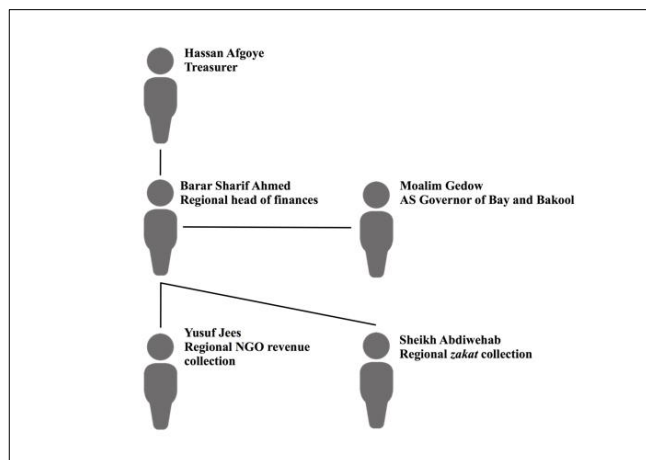 Hassan Afgoye
Treasurer
Barar Sharif Ahmed
Regional head of finances
Moalim Gedow
AS Governor of Bay and Bakool
Yusuf Jees
Regional NGO revenue
collection
Sheikh Abdiwehab
Regional zakat collection